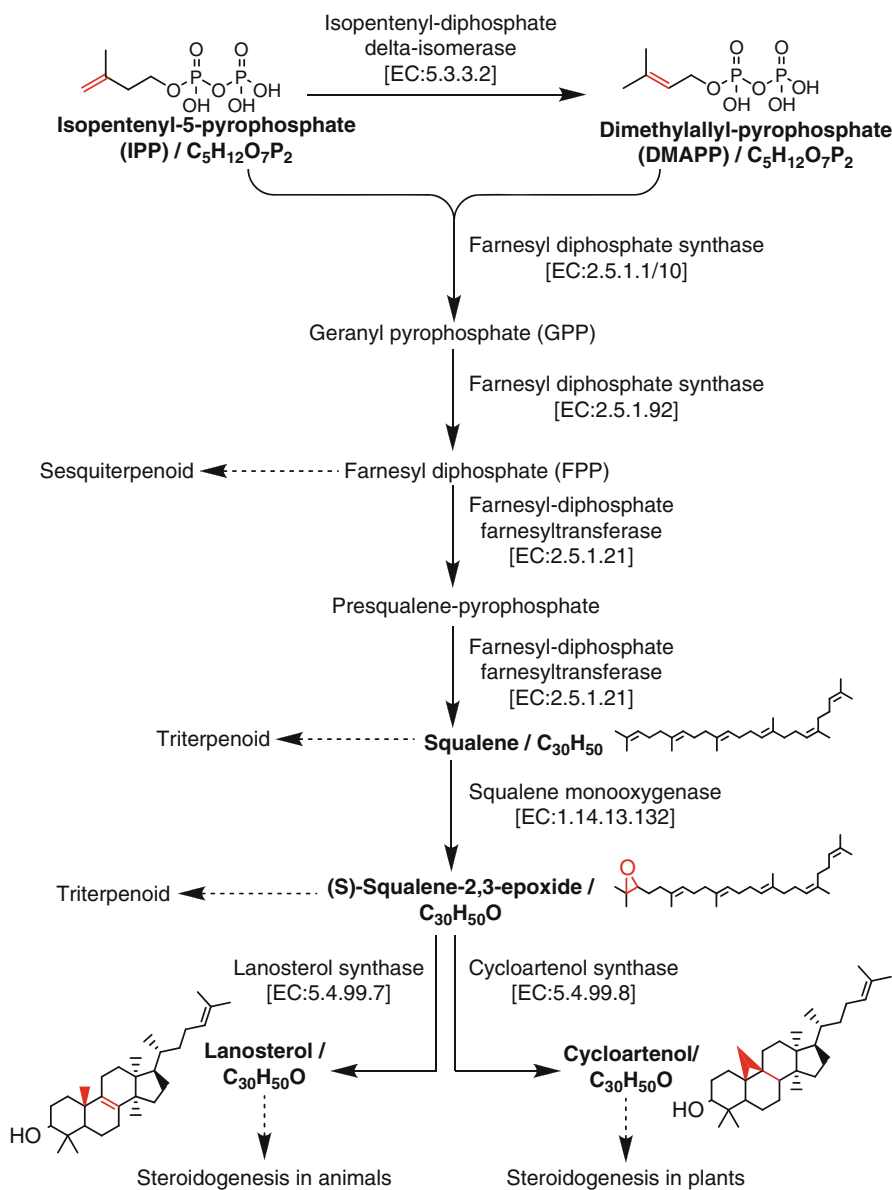 Isopentenyl-diphosphate
delta-isomerase
[EC:5.3.3.2]
O O
O P O P OH
OH OH
O O
O P O P OH
OH OH
Isopentenyl-5-pyrophosphate
(IPP) / C₅H₁₂O₇P₂
Dimethylallyl-pyrophosphate
(DMAPP) / C₅H₁₂O₇P₂
Farnesyl diphosphate synthase
[EC:2.5.1.1/10]
Geranyl pyrophosphate (GPP)
Farnesyl diphosphate synthase
[EC:2.5.1.92]
Sesquiterpenoid
Farnesyl diphosphate (FPP)
Farnesyl-diphosphate
farnesyltransferase
[EC:2.5.1.21]
Presqualene-pyrophosphate
Farnesyl-diphosphate
farnesyltransferase
[EC:2.5.1.21]
Triterpenoid
Squalene / C₃₀H₅₀
Squalene monooxygenase
[EC:1.14.13.132]
O
Triterpenoid
(S)-Squalene-2,3-epoxide /
C₃₀H₅₀O
Lanosterol synthase
[EC:5.4.99.7]
Cycloartenol synthase
[EC:5.4.99.8]
Lanosterol /
C₃₀H₅₀O
Cycloartenol/
C₃₀H₅₀O
HO
HO
Steroidogenesis in animals
Steroidogenesis in plants